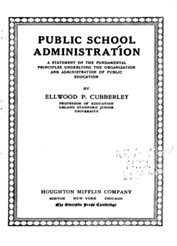 PUBLIC SCHOOL
ADMINISTRATION
A STATEMENT OF THE FUNDAMENTAL
PRINCIPLES UNDERLYING THE ORGANIZATION
AND ADMINISTRATION OF PUBLIC
EDUCATION
BY
ELLWOOD P. CUBBERLEY
PROFESSOR OF EDUCATION
LELAND STANFORD JUNIOR
UNIVERSITY
HOUGHTON MIFFLIN COMPANY
BOSTON NEW YORK CHICAGO
The Riverside Press Cambridge